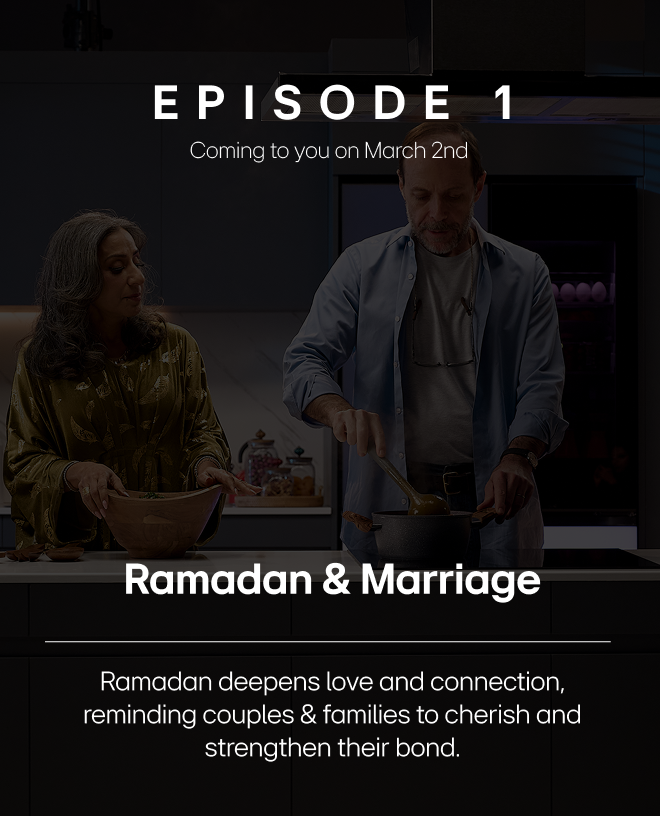 EPISODE 1
Coming to you on March 2nd
Ramadan & Marriage
Ramadan deepens love and connection,
reminding couples & families to cherish and
strengthen their bond.